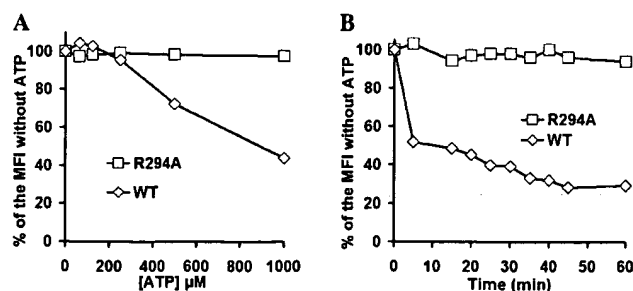 A
% of the MFI without ATP
100
80
60
40
20
0
R294A
WT
0 200 400 600 800 1000
[ATP] µM
B
% of the MFI without ATP
100
80
60
40
20
0
R294A
WT
0 10 20 30 40 50 60
Time (min)